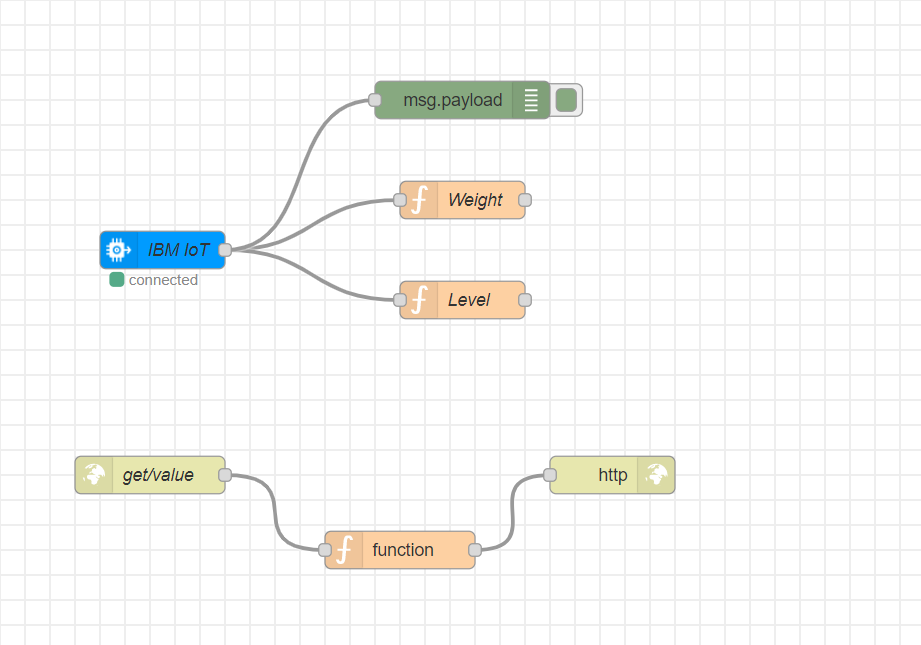 msg.payload
Weight
IBM IoT
connected
Level
get/value
http
function